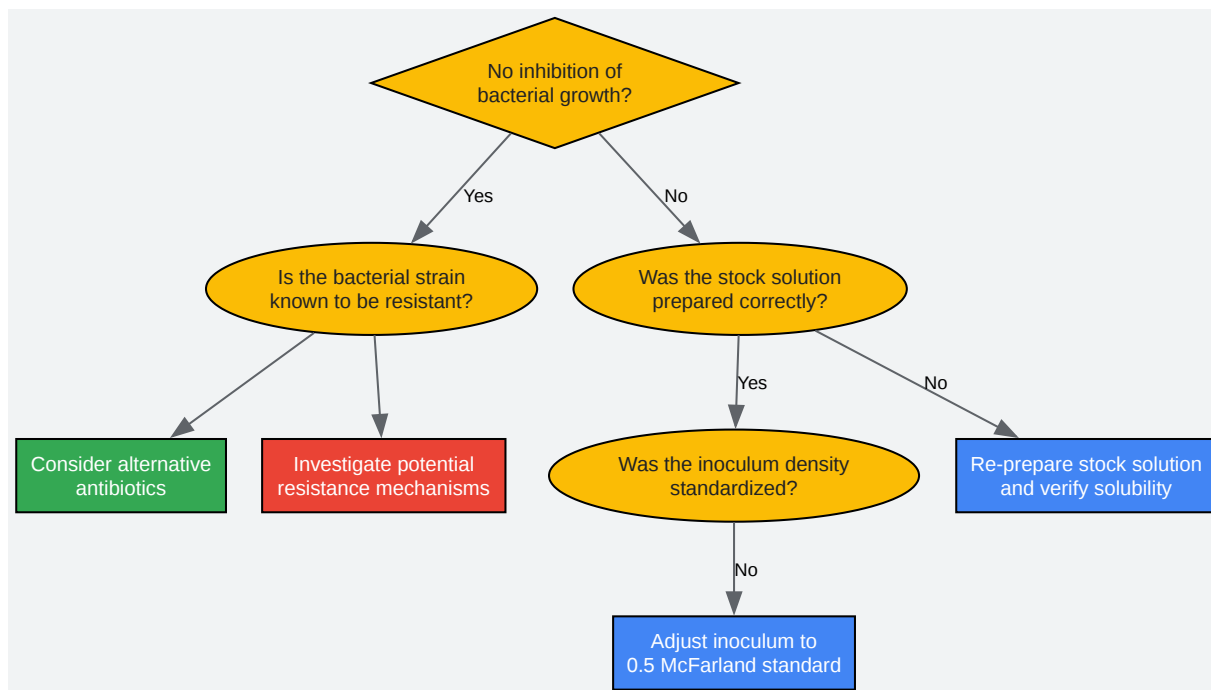 No inhibition of
bacterial growth?
Yes
No
Is the bacterial strain
known to be resistant?
Was the stock solution
prepared correctly?
Yes
No
Consider alternative
antibiotics
Investigate potential
resistance mechanisms
Was the inoculum density
standardized?
Re-prepare stock solution
and verify solubility
No
Adjust inoculum to
0.5 McFarland standard